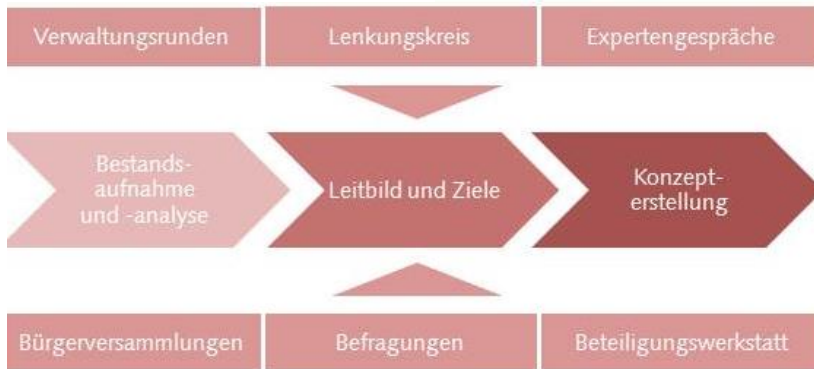 Verwaltungsrunden
Lenkungskreis
Expertengespräche
Bestands-
aufnahme
und -analyse
Leitbild und Ziele
Konzept-
erstellung
Bürgerversammlungen
Befragungen
Beteiligungswerkstatt